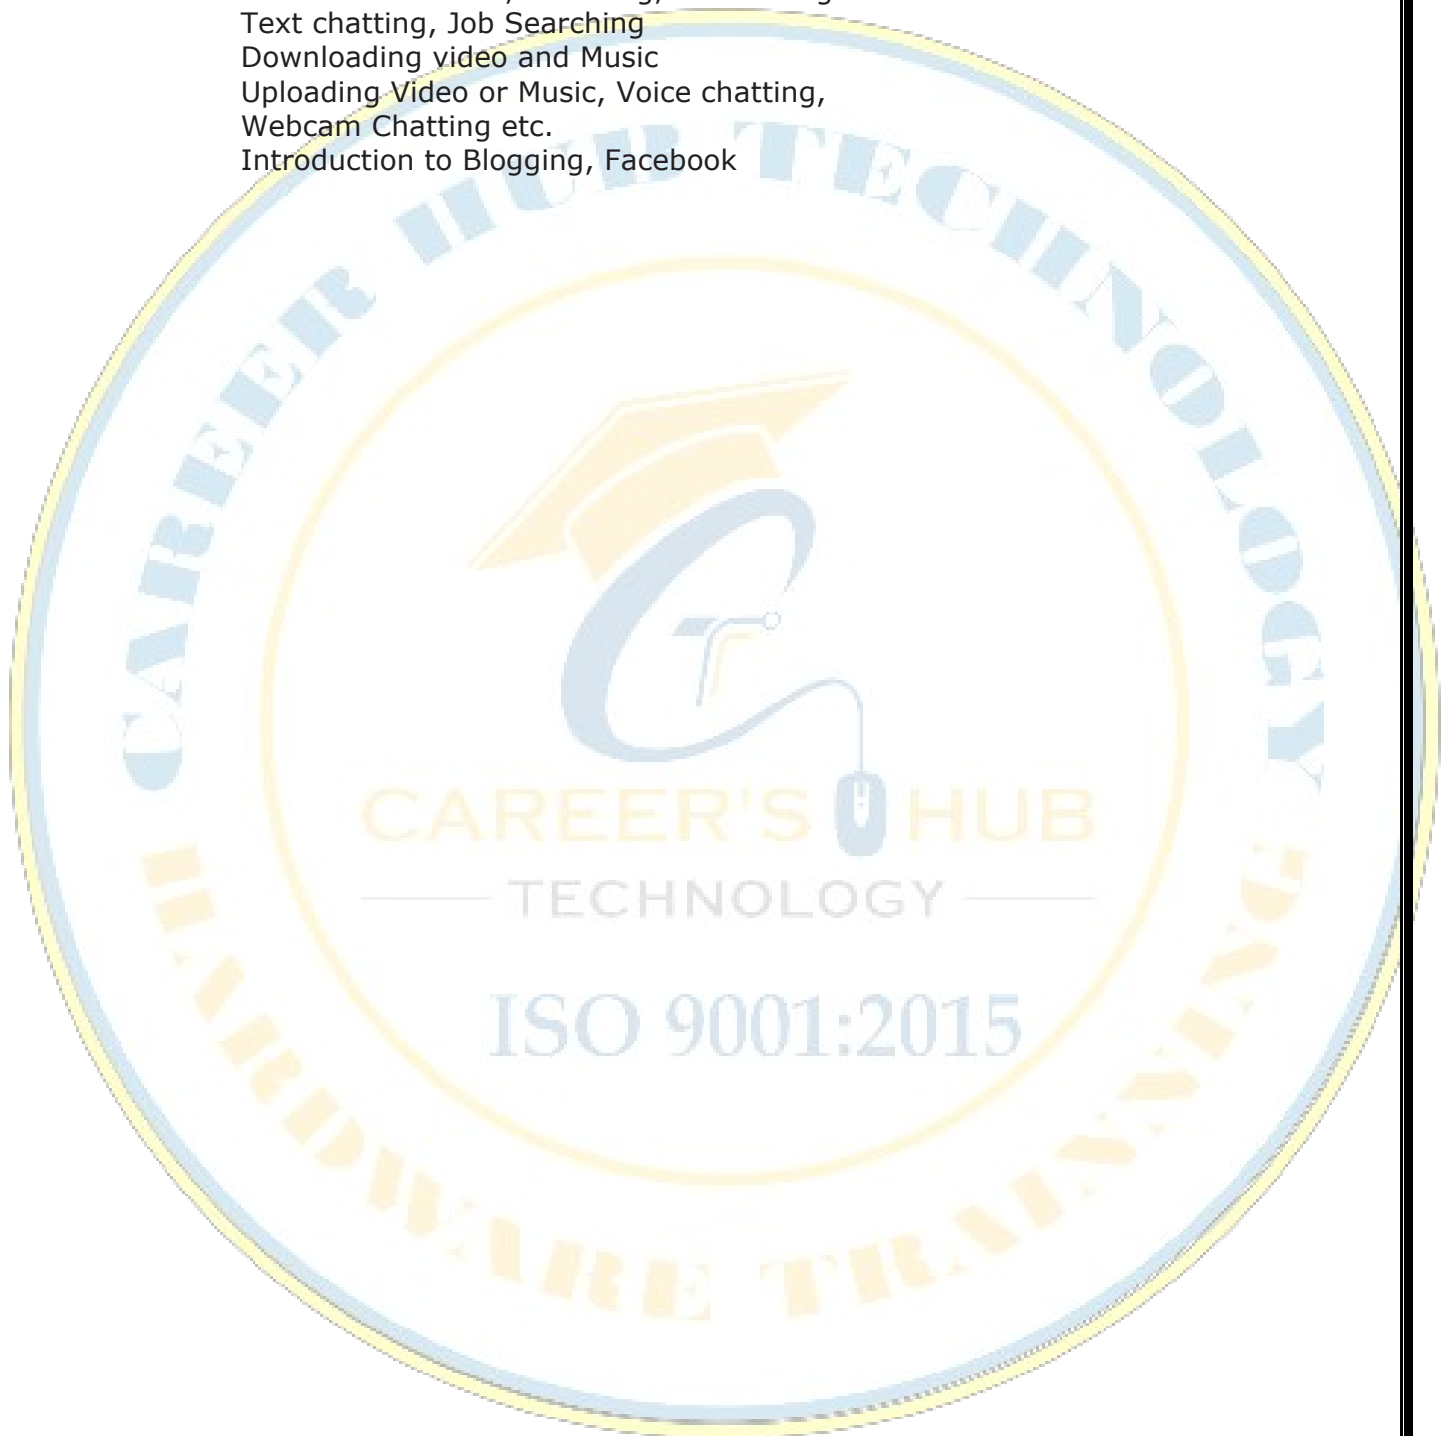 Text chatting, Job Searching
Downloading video and Music
Uploading Video or Music, Voice chatting,
Webcam Chatting etc.
Introduction to Blogging, Facebook
CAREER HUB TECHNOLOGY
CAREER'S HUB
TECHNOLOGY
ISO 9001:2015
HARDWARE TRAINNING